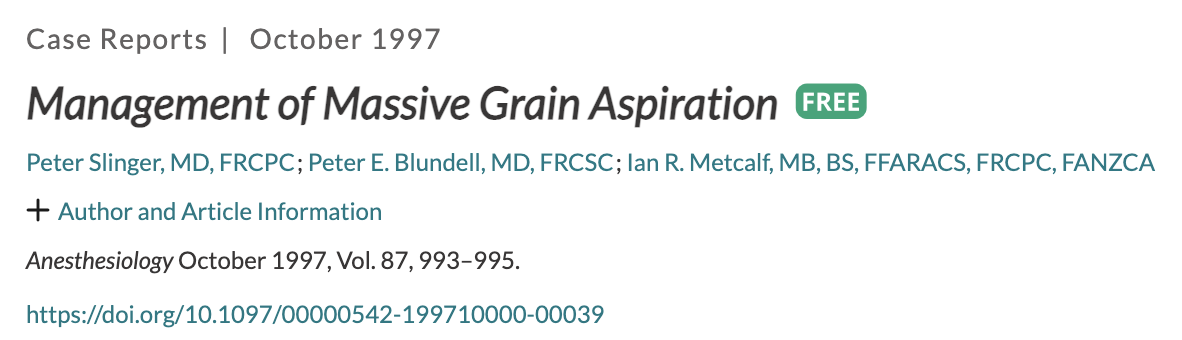 Case Reports | October 1997
Management of Massive Grain Aspiration FREE
Peter Slinger, MD, FRCPC; Peter E. Blundell, MD, FRCSC; Ian R. Metcalf, MB, BS, FFARACS, FRCPC, FANZCA
+ Author and Article Information
Anesthesiology October 1997, Vol. 87, 993–995.
https://doi.org/10.1097/00000542-199710000-00039